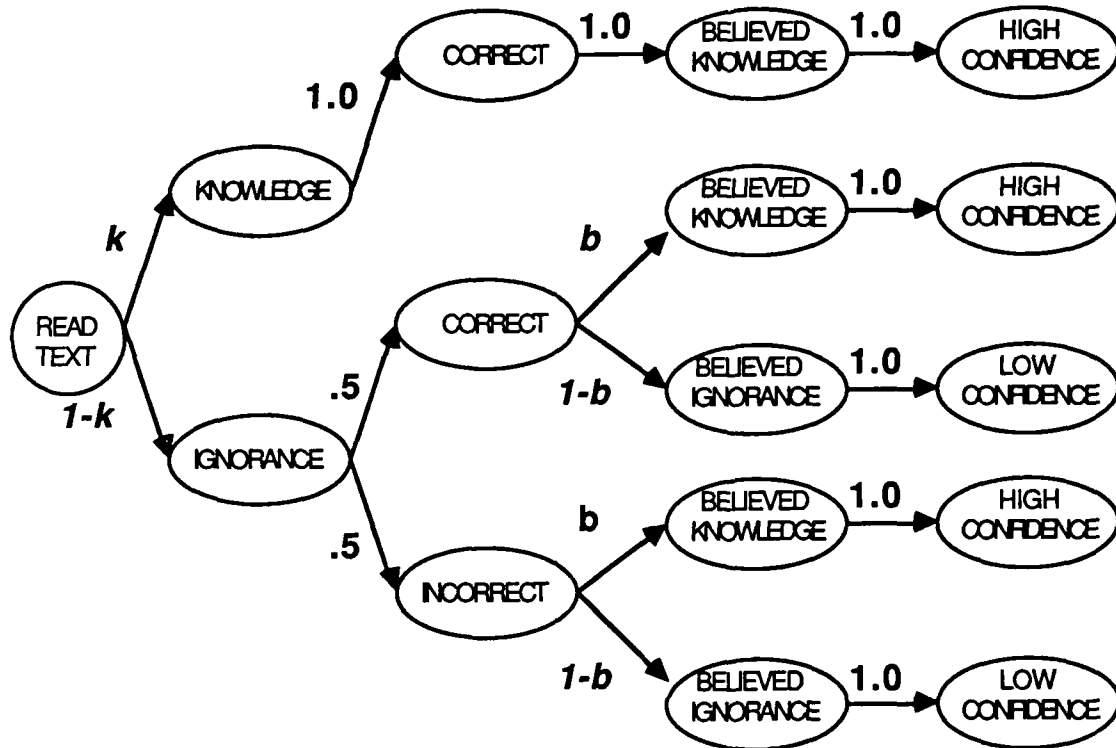 1.0
CORRECT
1.0
BELIEVED
KNOWLEDGE
1.0
HIGH
CONFIDENCE
KNOWLEDGE
k
BELIEVED
KNOWLEDGE
1.0
HIGH
CONFIDENCE
b
READ
TEXT
CORRECT
1-k
.5
1-b
BELIEVED
IGNORANCE
1.0
LOW
CONFIDENCE
IGNORANCE
.5
b
BELIEVED
KNOWLEDGE
1.0
HIGH
CONFIDENCE
INCORRECT
1-b
BELIEVED
IGNORANCE
1.0
LOW
CONFIDENCE